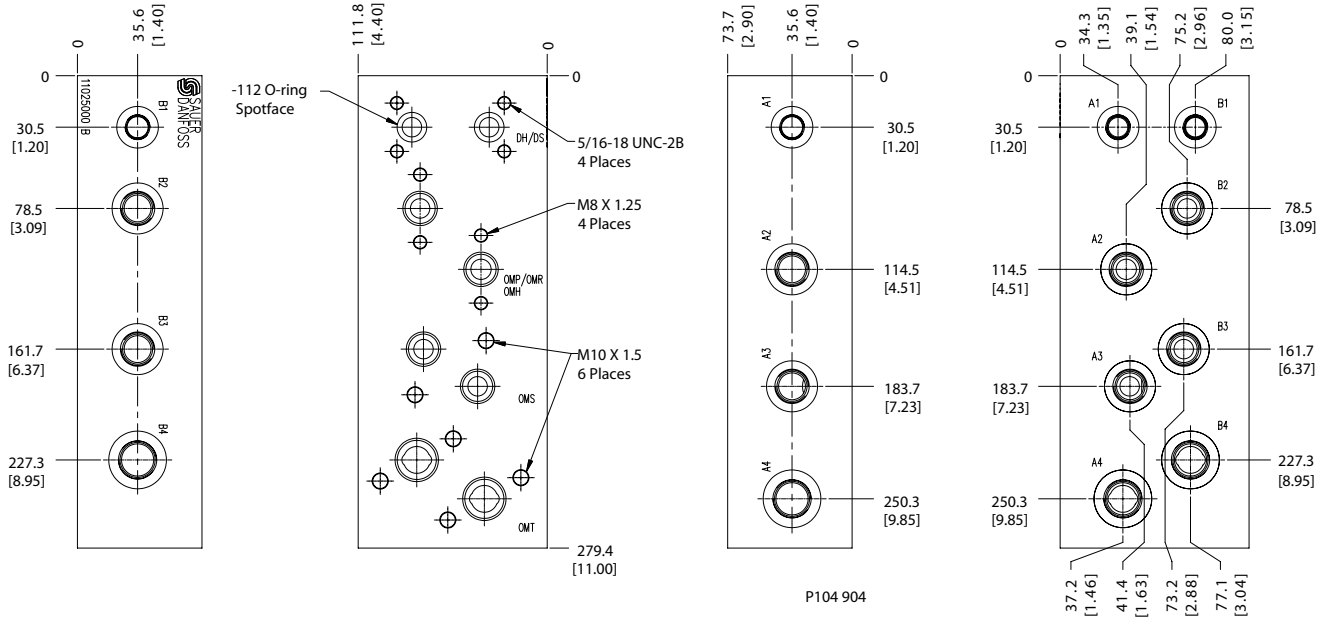 0
35.6
[1.40]
0
30.5
[1.20]
78.5
[3.09]
161.7
[6.37]
227.3
[8.95]
11025000 B
SAUER
DANFOSS
B1
B2
B3
B4
111.8
[4.40]
0
0
-112 O-ring
Spotface
DH/DS
5/16-18 UNC-2B
4 Places
M8 X 1.25
4 Places
OMP/OMR
OMH
M10 X 1.5
6 Places
OMS
OMT
279.4
[11.00]
73.7
[2.90]
35.6
[1.40]
0
0
A1
30.5
[1.20]
A2
114.5
[4.51]
A3
183.7
[7.23]
A4
250.3
[9.85]
P104 904
0
34.3
[1.35]
39.1
[1.54]
75.2
[2.96]
80.0
[3.15]
0
A1
B1
30.5
[1.20]
B2
78.5
[3.09]
A2
114.5
[4.51]
B3
161.7
[6.37]
A3
183.7
[7.23]
B4
227.3
[8.95]
A4
250.3
[9.85]
37.2
[1.46]
41.4
[1.63]
73.2
[2.88]
77.1
[3.04]